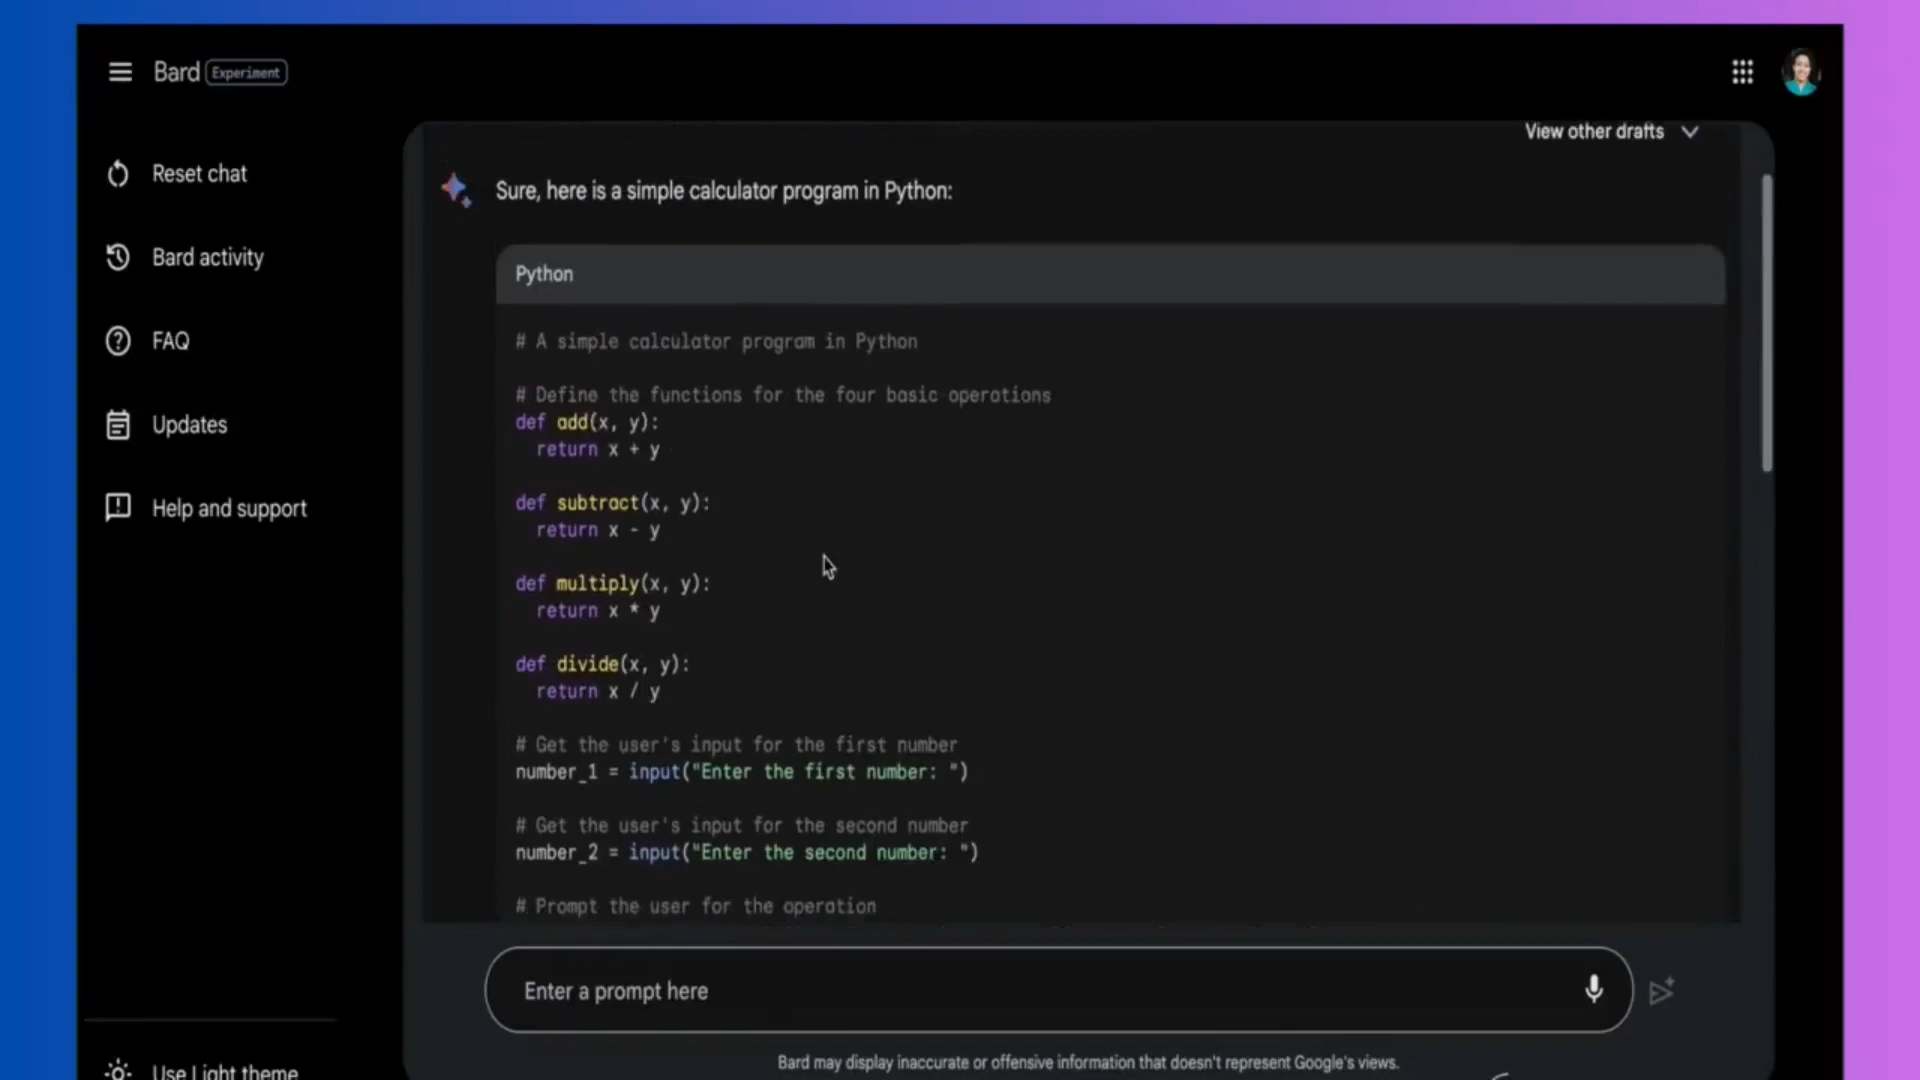 Bard Experiment
Reset chat
Bard activity
FAQ
Updates
Help and support
Use Light theme
View other drafts
Sure, here is a simple calculator program in Python:
Python
# A simple calculator program in Python
# Define the functions for the four basic operations
def add(x, y):
  return x + y
def subtract(x, y):
  return x - y
def multiply(x, y):
  return x * y
def divide(x, y):
  return x / y
# Get the user's input for the first number
number_1 = input("Enter the first number: ")
# Get the user's input for the second number
number_2 = input("Enter the second number: ")
# Prompt the user for the operation
Enter a prompt here
Bard may display inaccurate or offensive information that doesn't represent Google's views.